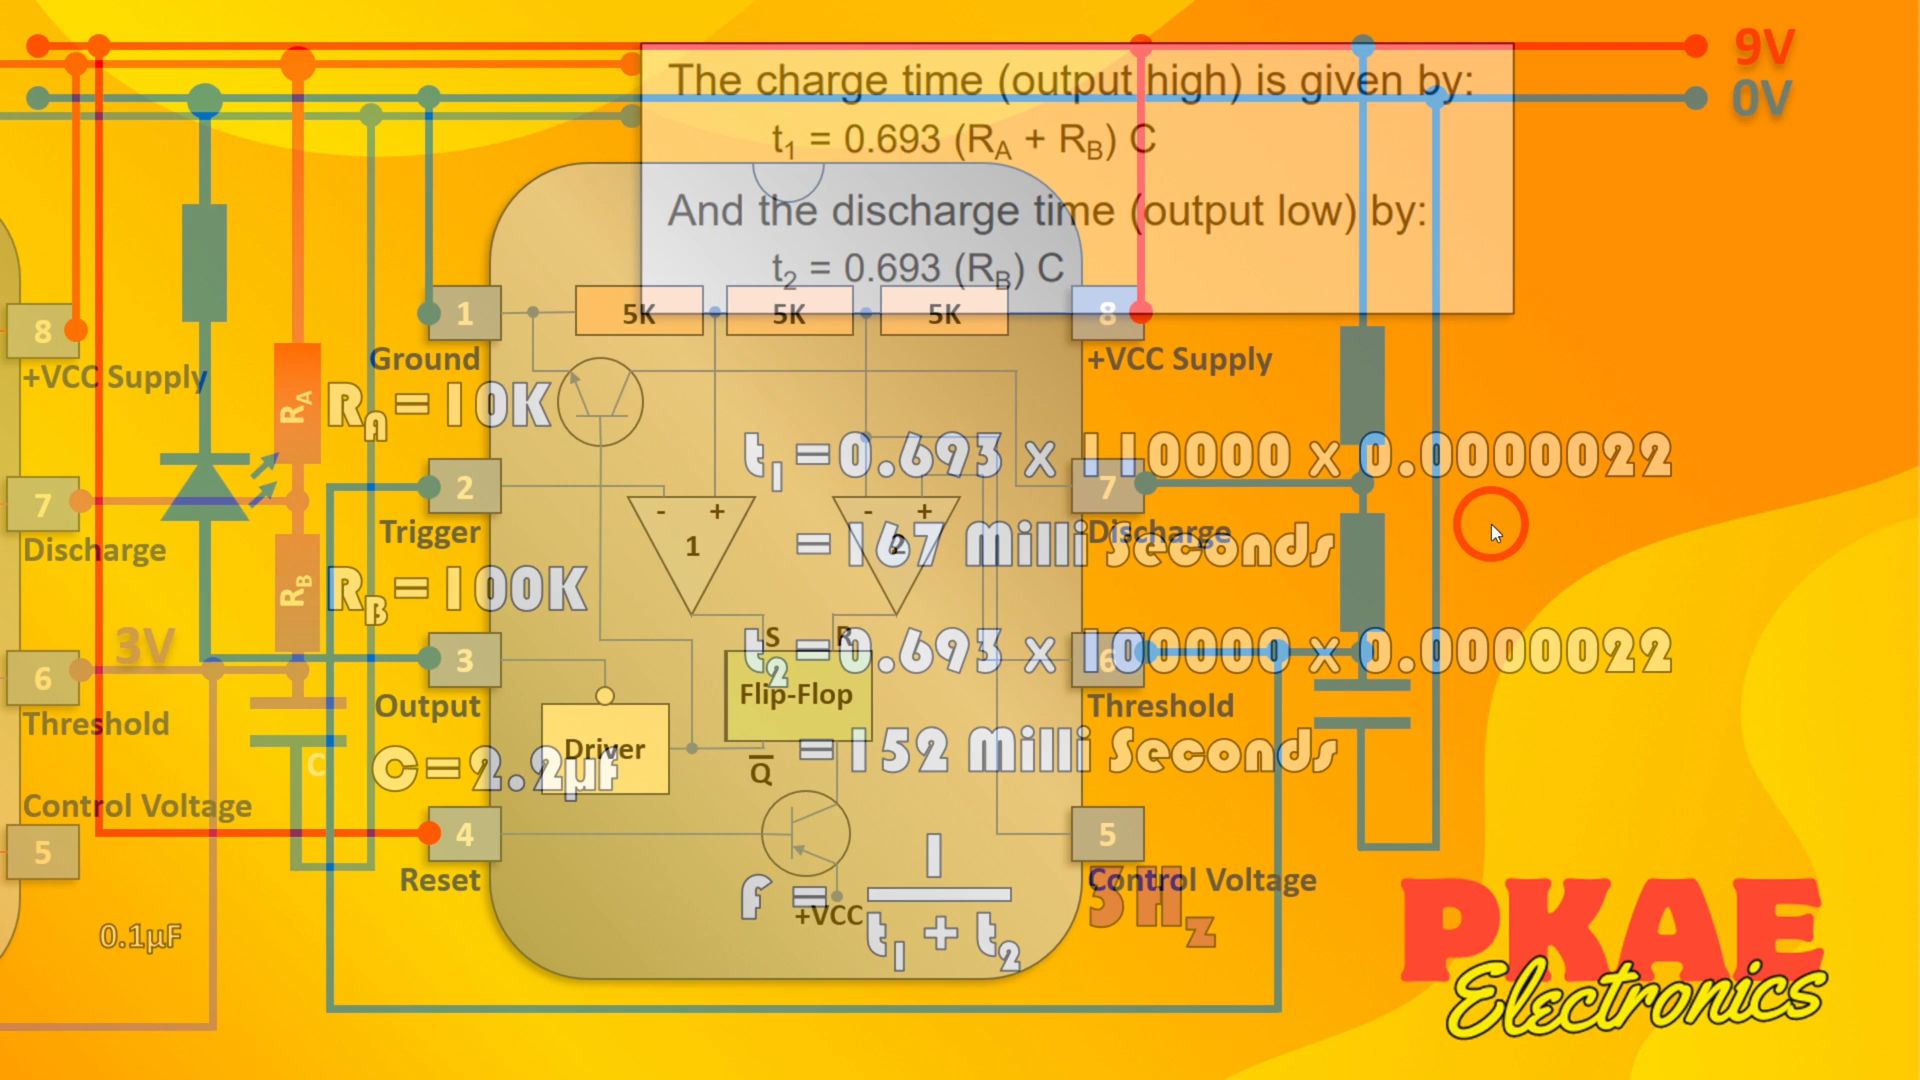 9V
0V
The charge time (output high) is given by:
t1 = 0.693 (RA + RB) C
And the discharge time (output low) by:
t2 = 0.693 (RB) C
8
+VCC Supply
7
Discharge
6
Threshold
Control Voltage
5
0.1µF
3V
RA
RB
C
RA = 10K
RB = 100K
C = 2.2µF
1
Ground
2
Trigger
3
Output
4
Reset
5K
5K
5K
- +
1
- +
2
S R
Flip-Flop
Q
Driver
+VCC
8
+VCC Supply
7
Discharge
6
Threshold
5
Control Voltage
t1 = 0.693 x 110000 x 0.0000022
= 167 Milli Seconds
t2 = 0.693 x 100000 x 0.0000022
= 152 Milli Seconds
f = 1
t1 + t2
3Hz
PKAE
Electronics